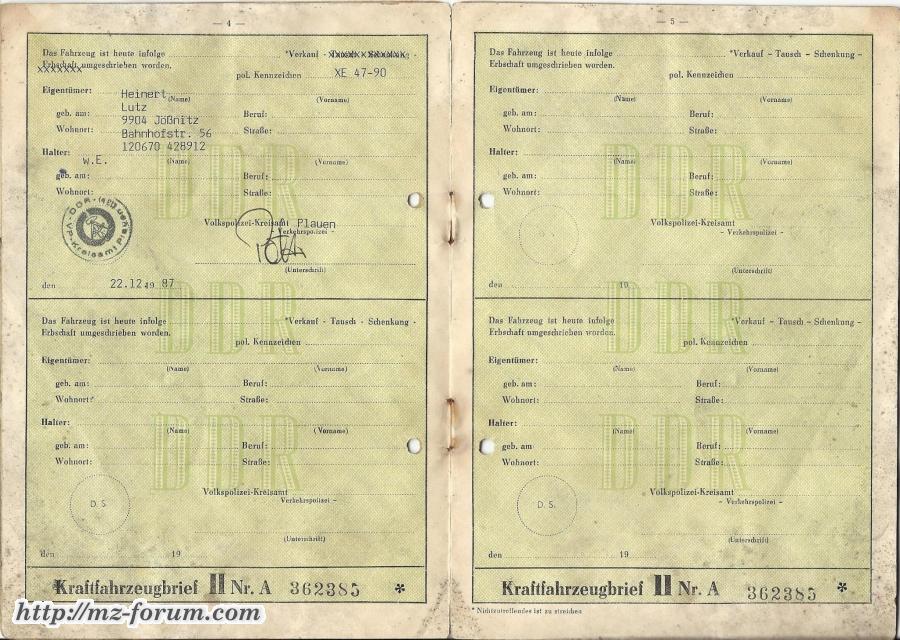 — 4 —
Das Fahrzeug ist heute infolge *Verkauf - Tausch - Schenkung -
Erbschaft umgeschrieben worden.
xxxxxxx
pol. Kennzeichen XE 47-90
Eigentümer: Heinert
(Name) (Vorname)
Lutz
geb. am: Beruf:
9904 Jößnitz
Wohnort: Straße:
Bahnhofstr. 56
120670 428912
Halter:
W.E. (Name) (Vorname)
geb. am: Beruf:
Wohnort: Straße:
Volkspolizei-Kreisamt Plauen
- Verkehrspolizei -
(Unterschrift)
den 22.12.19 87
Das Fahrzeug ist heute infolge *Verkauf - Tausch - Schenkung -
Erbschaft umgeschrieben worden.
pol. Kennzeichen
Eigentümer:
(Name) (Vorname)
geb. am: Beruf:
Wohnort: Straße:
Halter:
(Name) (Vorname)
geb. am: Beruf:
Wohnort: Straße:
Volkspolizei-Kreisamt
- Verkehrspolizei -
D. S.
(Unterschrift)
den 19
DDR
DDR
DDR
Kraftfahrzeugbrief II Nr. A 362385 *
http://mz-forum.com
— 5 —
Das Fahrzeug ist heute infolge *Verkauf - Tausch - Schenkung -
Erbschaft umgeschrieben worden.
pol. Kennzeichen
Eigentümer:
(Name) (Vorname)
geb. am: Beruf:
Wohnort: Straße:
Halter:
(Name) (Vorname)
geb. am: Beruf:
Wohnort: Straße:
Volkspolizei-Kreisamt
- Verkehrspolizei -
(Unterschrift)
den 19
Das Fahrzeug ist heute infolge *Verkauf - Tausch - Schenkung -
Erbschaft umgeschrieben worden.
pol. Kennzeichen
Eigentümer:
(Name) (Vorname)
geb. am: Beruf:
Wohnort: Straße:
Halter:
(Name) (Vorname)
geb. am Beruf:
Wohnort: Straße:
Volkspolizei-Kreisamt
- Verkehrspolizei -
D. S.
(Unterschrift)
den 19
DDR
DDR
DDR
Kraftfahrzeugbrief II Nr. A 362385 *
* Nichtzutreffendes ist zu streichen